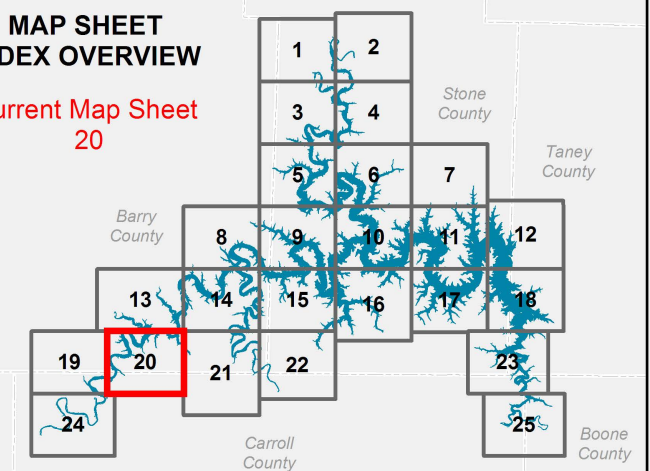 MAP SHEET
DEX OVERVIEW
urrent Map Sheet
20
1
2
3
4
Stone
County
5
6
7
Taney
County
Barry
County
8
9
10
11
12
13
14
15
16
17
18
19
20
21
22
23
24
25
Carroll
County
Boone
County